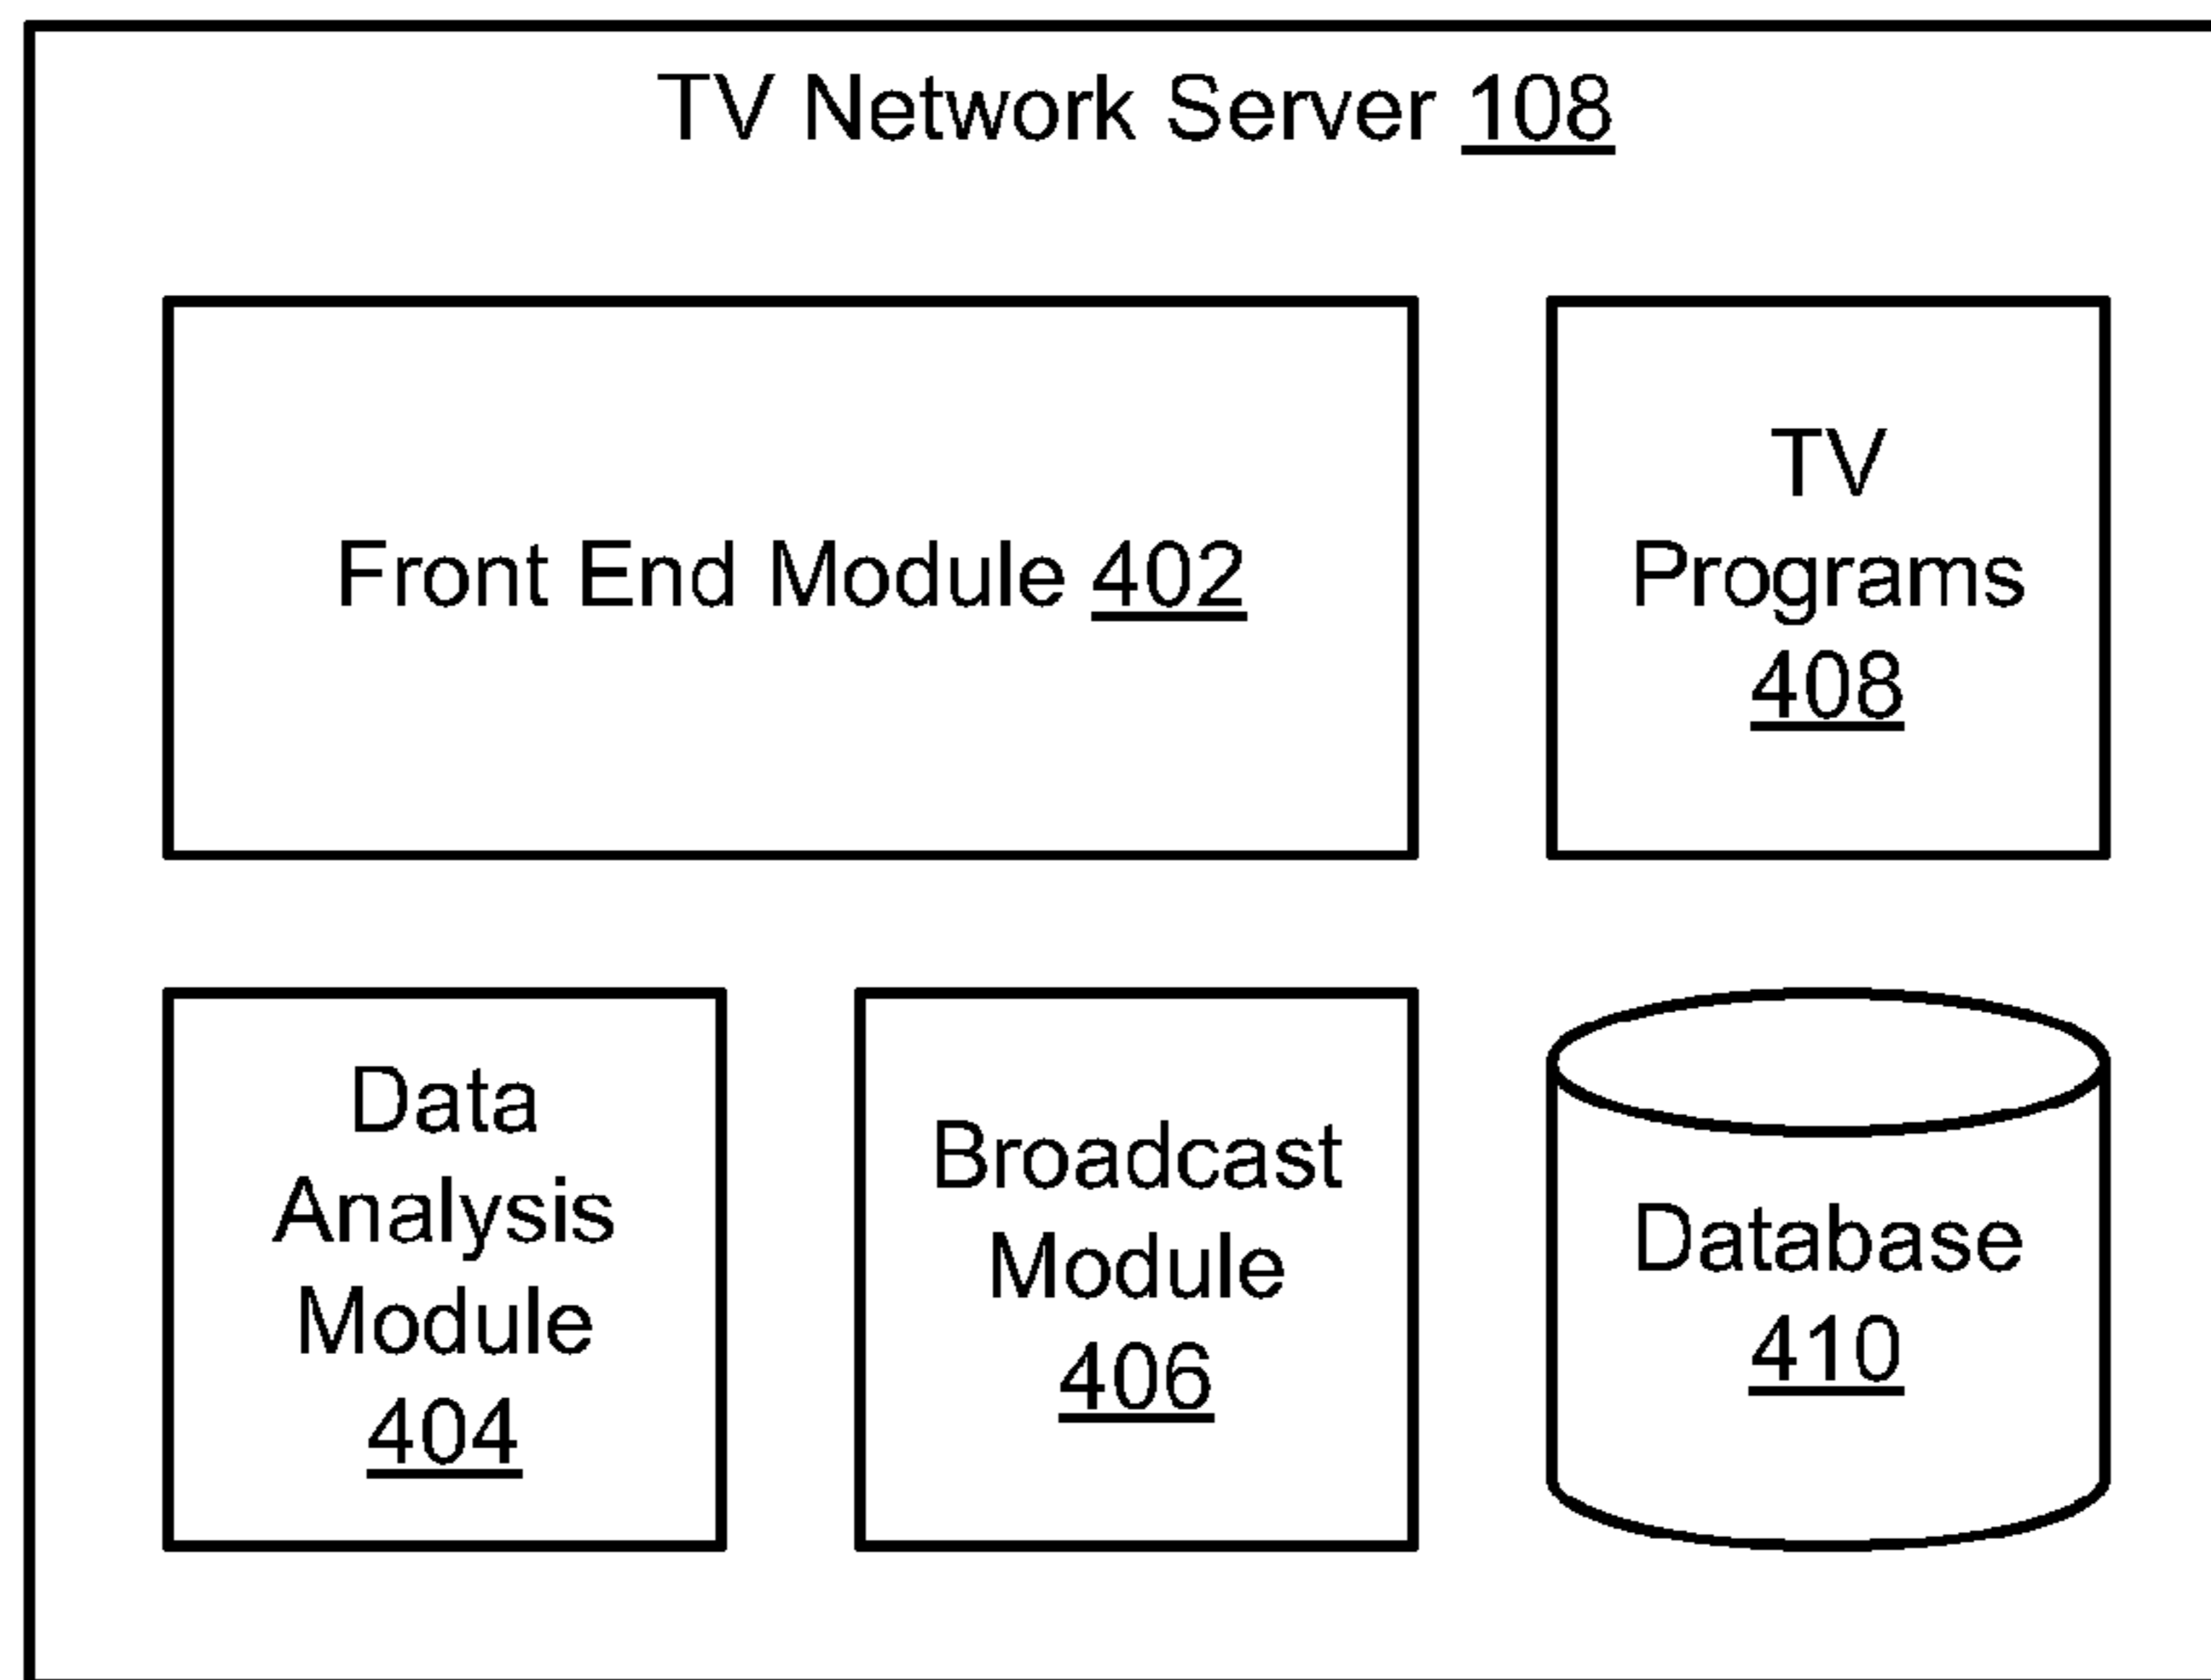 TV Network Server 108
Front End Module 402
TV
Programs
408
Data
Analysis
Module
404
Broadcast
Module
406
Database
410